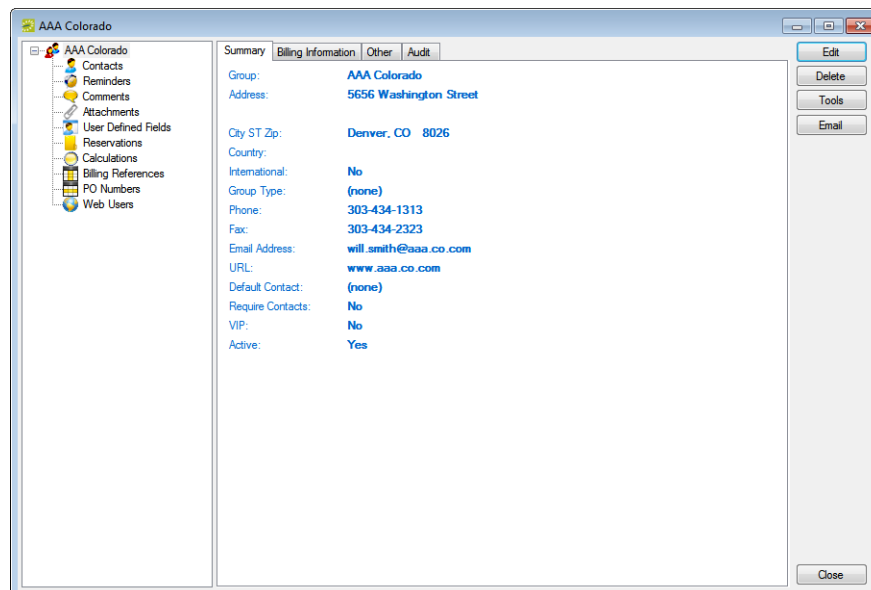 AAA Colorado
AAA Colorado
Contacts
Reminders
Comments
Attachments
User Defined Fields
Reservations
Calculations
Billing References
PO Numbers
Web Users
Summary Billing Information Other Audit
Group: AAA Colorado
Address: 5656 Washington Street
City ST Zip: Denver, CO 8026
Country:
International: No
Group Type: (none)
Phone: 303-434-1313
Fax: 303-434-2323
Email Address: will.smith@aaa.co.com
URL: www.aaa.co.com
Default Contact: (none)
Require Contacts: No
VIP: No
Active: Yes
Edit
Delete
Tools
Email
Close